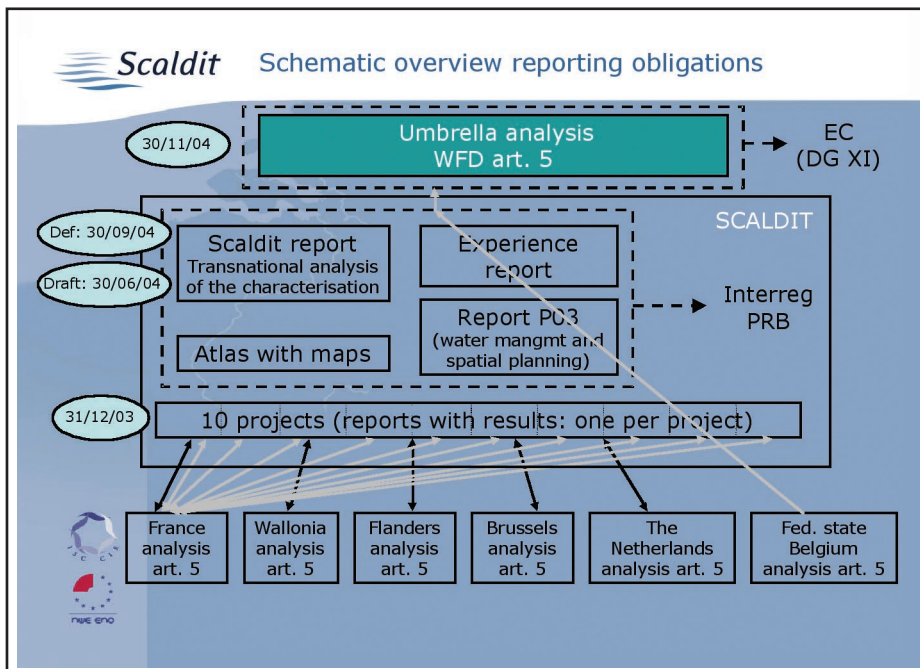 Scaldit
Schematic overview reporting obligations
30/11/04
Umbrella analysis
WFD art. 5
EC
(DG XI)
SCALDIT
Def: 30/09/04
Draft: 30/06/04
Scaldit report
Transnational analysis
of the characterisation
Experience
report
Atlas with maps
Report P03
(water mangmt and
spatial planning)
Interreg
PRB
31/12/03
10 projects (reports with results: one per project)
France
analysis
art. 5
Wallonia
analysis
art. 5
Flanders
analysis
art. 5
Brussels
analysis
art. 5
The
Netherlands
analysis art. 5
Fed. state
Belgium
analysis art. 5
ISC CIE
NWE ENO